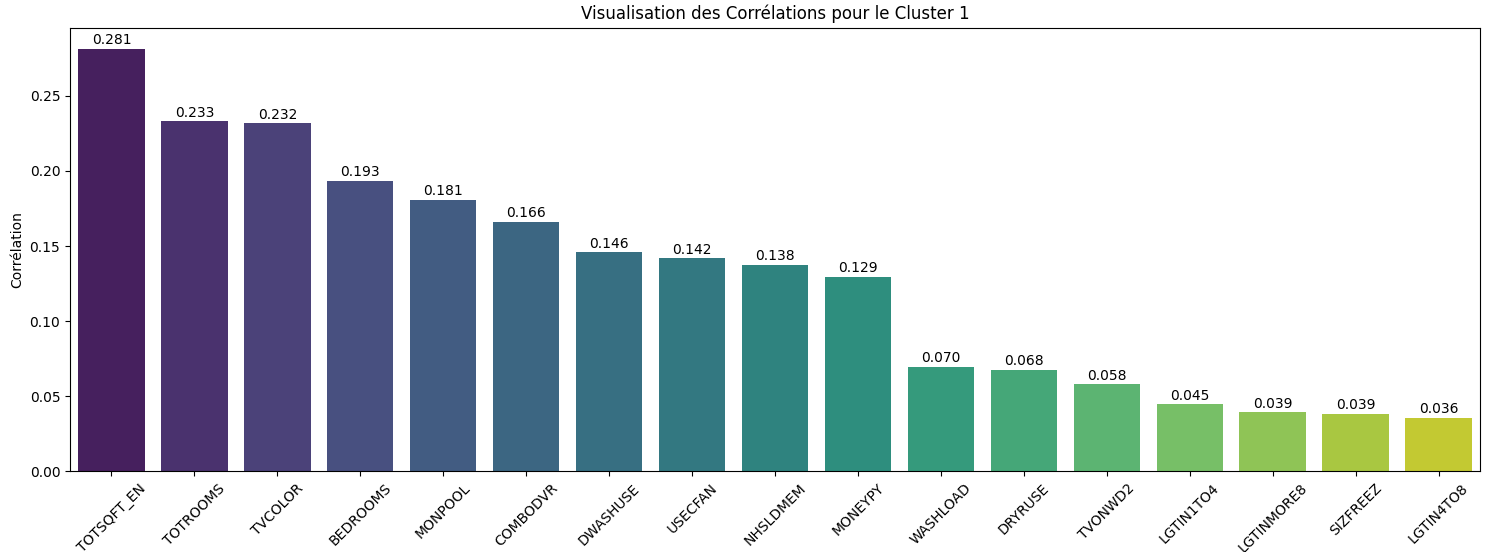 Visualisation des Corrélations pour le Cluster 1
Corrélation
0.25
0.20
0.15
0.10
0.05
0.00
0.281
0.233
0.232
0.193
0.181
0.166
0.146
0.142
0.138
0.129
0.070
0.068
0.058
0.045
0.039
0.039
0.036
TOTSQFT_EN
TOTROOMS
TVCOLOR
BEDROOMS
MONPOOL
COMBODVR
DWASHUSE
USECFAN
NHSLDMEM
MONEYPY
WASHLOAD
DRYRUSE
TVONWD2
LGTIN1TO4
LGTINMORE8
SIZFREEZ
LGTIN4TO8